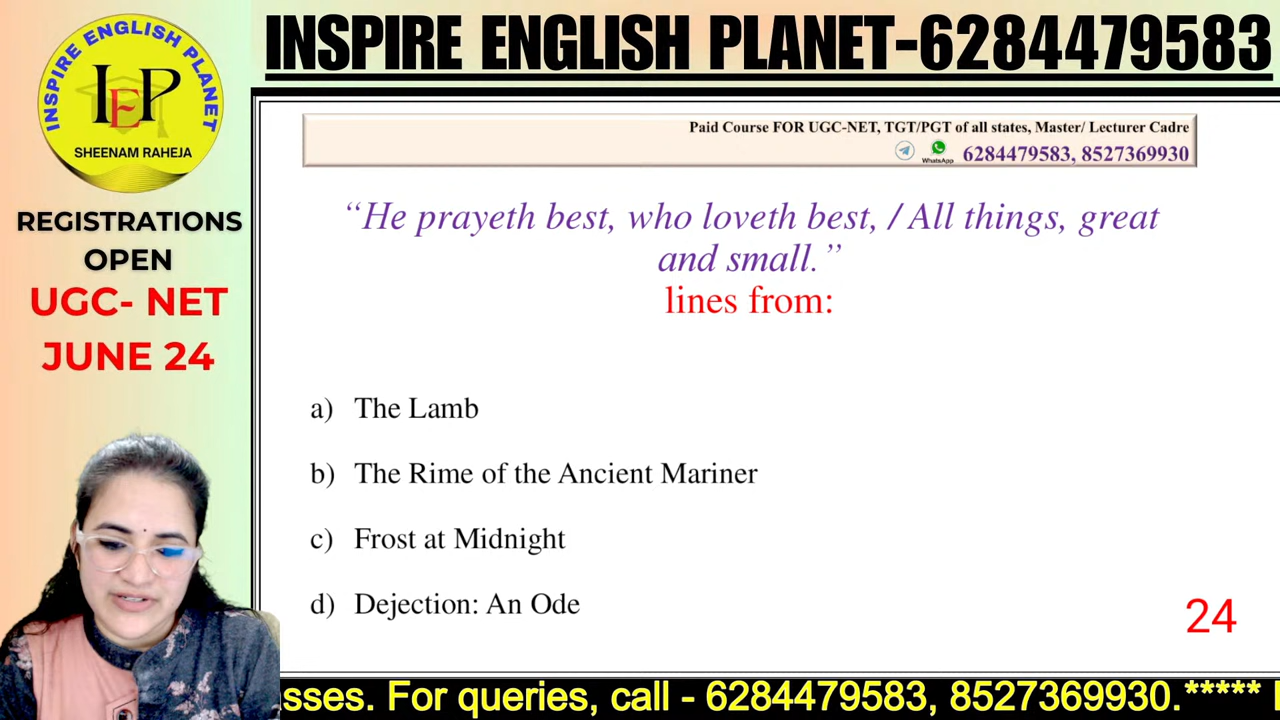 INSPIRE ENGLISH PLANET
IEP
SHEENAM RAHEJA
REGISTRATIONS
OPEN
UGC- NET
JUNE 24
INSPIRE ENGLISH PLANET-6284479583
Paid Course FOR UGC-NET, TGT/PGT of all states, Master/ Lecturer Cadre
WhatsApp 6284479583, 8527369930
“He prayeth best, who loveth best, / All things, great
and small.”
lines from:
a) The Lamb
b) The Rime of the Ancient Mariner
c) Frost at Midnight
d) Dejection: An Ode
24
sses. For queries, call - 6284479583, 8527369930.*****